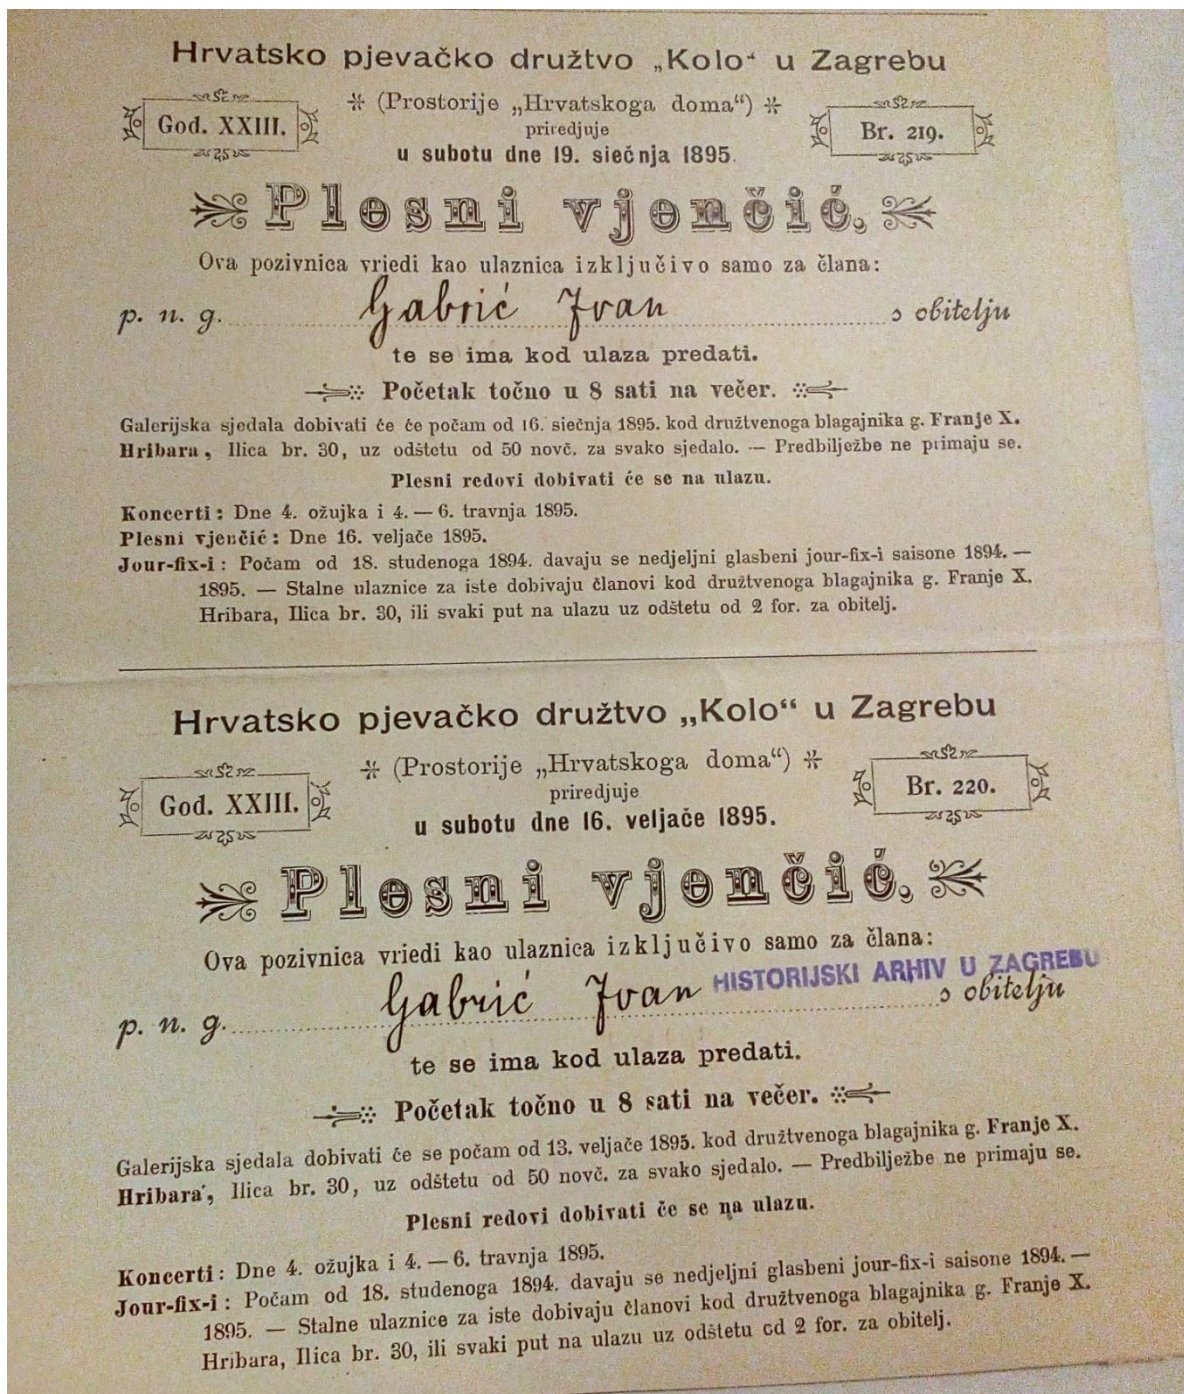 Hrvatsko pjevačko družtvo „Kolo“ u Zagrebu
God. XXIII.
(Prostorije „Hrvatskoga doma“)
Br. 219.
priredjuje
u subotu dne 19. siečnja 1895.
Plesni vjenčić,
Ova pozivnica vriedi kao ulaznica izključivo samo za člana:
p. n. g. Gabrić Ivan s obitelju
te se ima kod ulaza predati.
Početak točno u 8 sati na večer.
Galerijska sjedala dobivati će će počam od 16. siečnja 1895. kod družtvenoga blagajnika g. Franje X.
Hribara, Ilica br. 30, uz odštetu od 50 novč. za svako sjedalo. — Predbilježbe ne primaju se.
Plesni redovi dobivati će se na ulazu.
Koncerti: Dne 4. ožujka i 4. — 6. travnja 1895.
Plesni vjenčić: Dne 16. veljače 1895.
Jour-fix-i: Počam od 18. studenoga 1894. davaju se nedjeljni glasbeni jour-fix-i saisone 1894. —
1895. — Stalne ulaznice za iste dobivaju članovi kod družtvenoga blagajnika g. Franje X.
Hribara, Ilica br. 30, ili svaki put na ulazu uz odštetu od 2 for. za obitelj.
Hrvatsko pjevačko družtvo „Kolo“ u Zagrebu
God. XXIII.
(Prostorije „Hrvatskoga doma“)
Br. 220.
priredjuje
u subotu dne 16. veljače 1895.
Plesni vjenčić,
Ova pozivnica vriedi kao ulaznica izključivo samo za člana:
HISTORIJSKI ARHIV U ZAGREBU
p. n. g. Gabrić Ivan s obitelju
te se ima kod ulaza predati.
Početak točno u 8 sati na večer.
Galerijska sjedala dobivati će se počam od 13. veljače 1895. kod družtvenoga blagajnika g. Franje X.
Hribara, Ilica br. 30, uz odštetu od 50 novč. za svako sjedalo. — Predbilježbe ne primaju se.
Plesni redovi dobivati će se na ulazu.
Koncerti: Dne 4. ožujka i 4. — 6. travnja 1895.
Jour-fix-i: Počam od 18. studenoga 1894. davaju se nedjeljni glasbeni jour-fix-i saisone 1894. —
1895. — Stalne ulaznice za iste dobivaju članovi kod družtvenoga blagajnika g. Franje X.
Hribara, Ilica br. 30, ili svaki put na ulazu uz odštetu od 2 for. za obitelj.